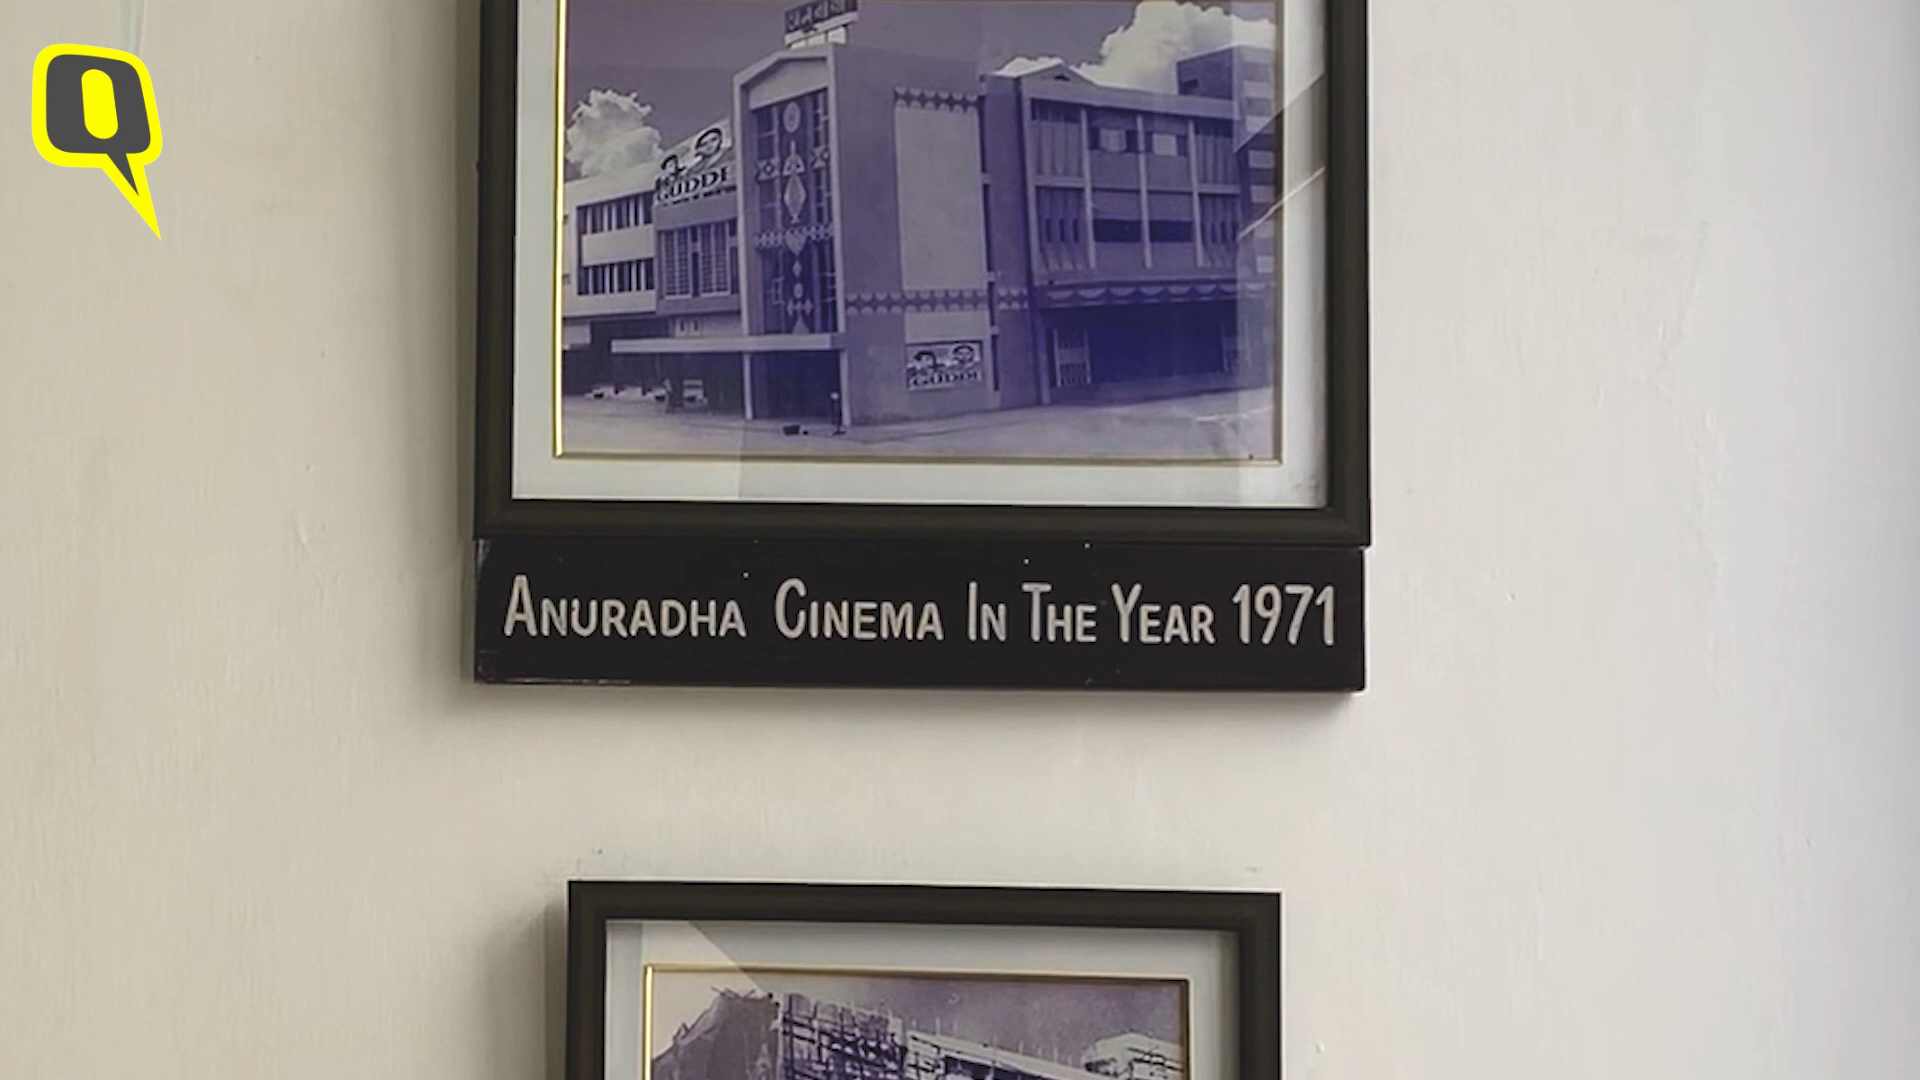 Q
GUDDI
GUDDI
ANURADHA CINEMA IN THE YEAR 1971